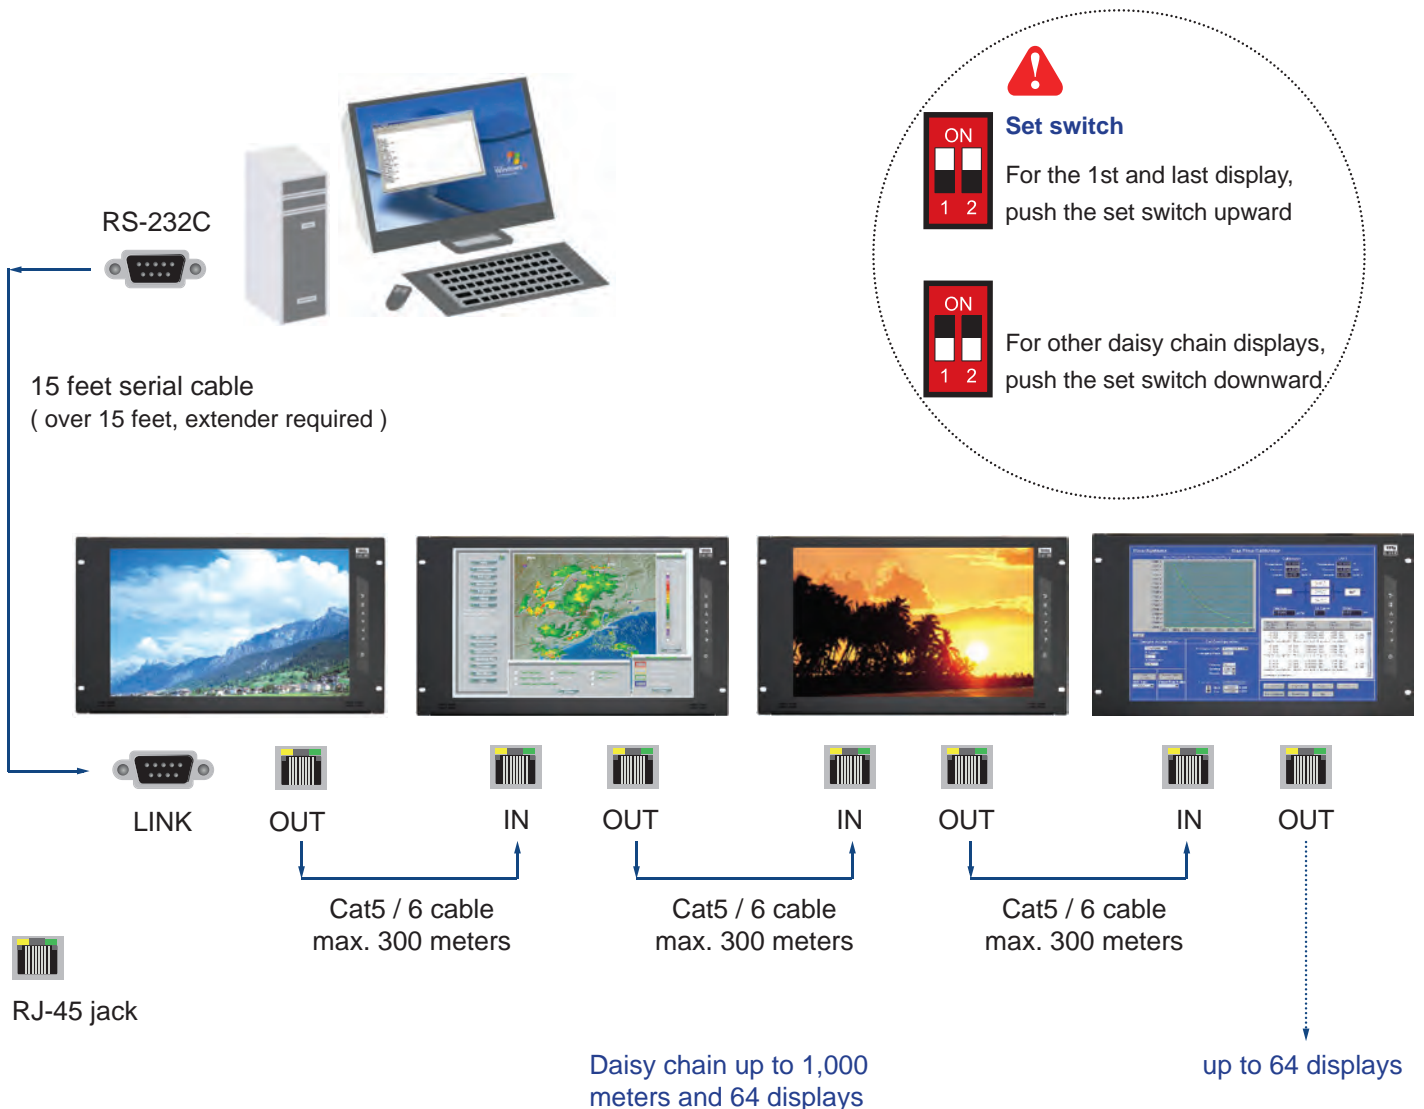 ON
1 2
Set switch
For the 1st and last display,
push the set switch upward
ON
1 2
For other daisy chain displays,
push the set switch downward.
RS-232C
Windows
15 feet serial cable
( over 15 feet, extender required )
LINK
OUT
IN
OUT
IN
OUT
IN
OUT
Cat5 / 6 cable
max. 300 meters
Cat5 / 6 cable
max. 300 meters
Cat5 / 6 cable
max. 300 meters
RJ-45 jack
Daisy chain up to 1,000
meters and 64 displays
up to 64 displays